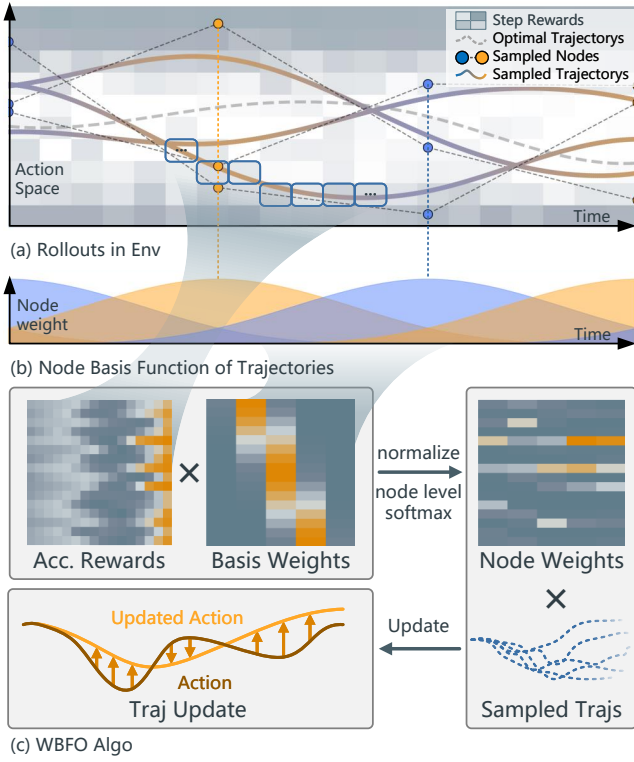 Step Rewards
Optimal Trajectory
Sampled Nodes
Sampled Trajectorys
...
...
Action
Space
Time
(a) Rollouts in Env
Node
weight
Time
(b) Node Basis Function of Trajectories
×
normalize
node level
softmax
Acc. Rewards
Basis Weights
Node Weights
×
Updated Action
Action
Traj Update
Update
Sampled Trajs
(c) WBFO Algo